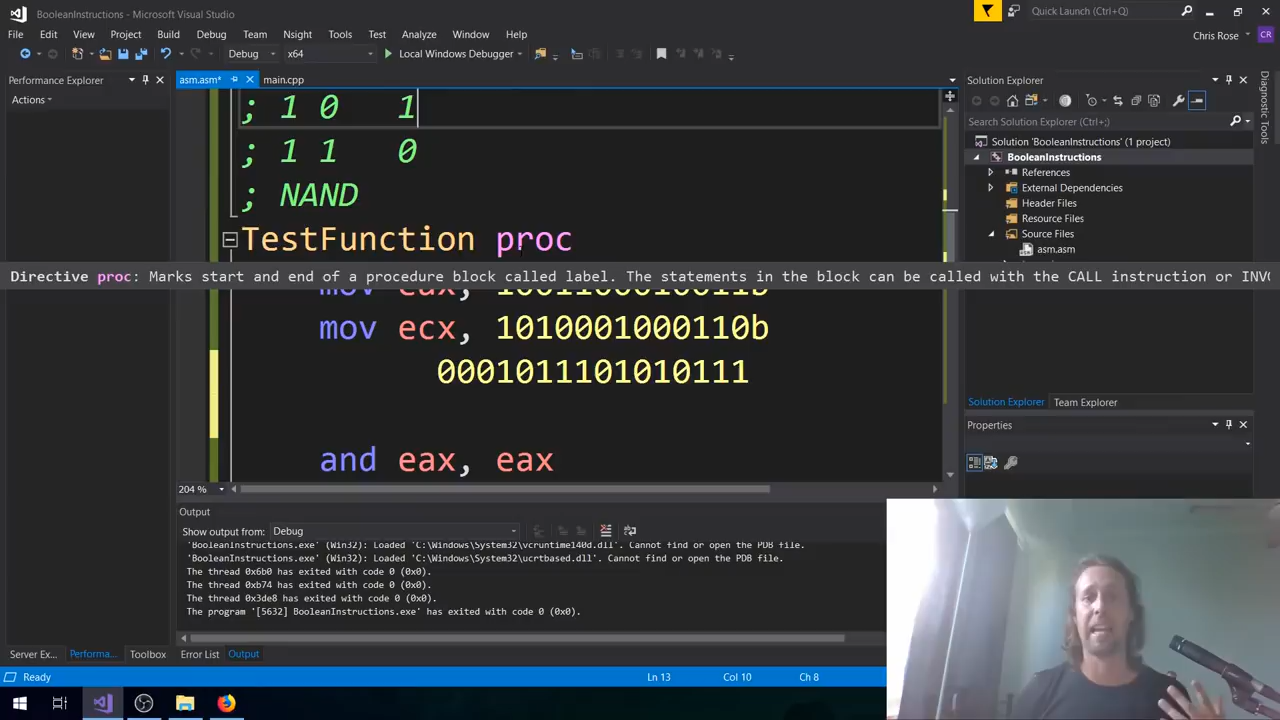 BooleanInstructions - Microsoft Visual Studio
Quick Launch (Ctrl+Q)
File Edit View Project Build Debug Team Nsight Tools Test Analyze Window Help
Chris Rose
CR
Debug x64 Local Windows Debugger
Performance Explorer
Actions
asm.asm* main.cpp
; 1 0 1
; 1 1 0
; NAND
TestFunction proc
Directive proc: Marks start and end of a procedure block called label. The statements in the block can be called with the CALL instruction or INVO
mov eax, 1001100010011b
mov ecx, 1010001000110b
0001011101010111
and eax, eax
204 %
Solution Explorer
Search Solution Explorer (Ctrl+;)
Solution 'BooleanInstructions' (1 project)
BooleanInstructions
References
External Dependencies
Header Files
Resource Files
Source Files
asm.asm
Solution Explorer Team Explorer
Properties
Diagnostic Tools
Output
Show output from: Debug
'BooleanInstructions.exe' (Win32): Loaded 'C:\Windows\System32\vcruntime140d.dll'. Cannot find or open the PDB file.
'BooleanInstructions.exe' (Win32): Loaded 'C:\Windows\System32\ucrtbased.dll'. Cannot find or open the PDB file.
The thread 0x6b0 has exited with code 0 (0x0).
The thread 0xb74 has exited with code 0 (0x0).
The thread 0x3de8 has exited with code 0 (0x0).
The program '[5632] BooleanInstructions.exe' has exited with code 0 (0x0).
Server Ex... Performa... Toolbox Error List Output
Ready Ln 13 Col 10 Ch 8